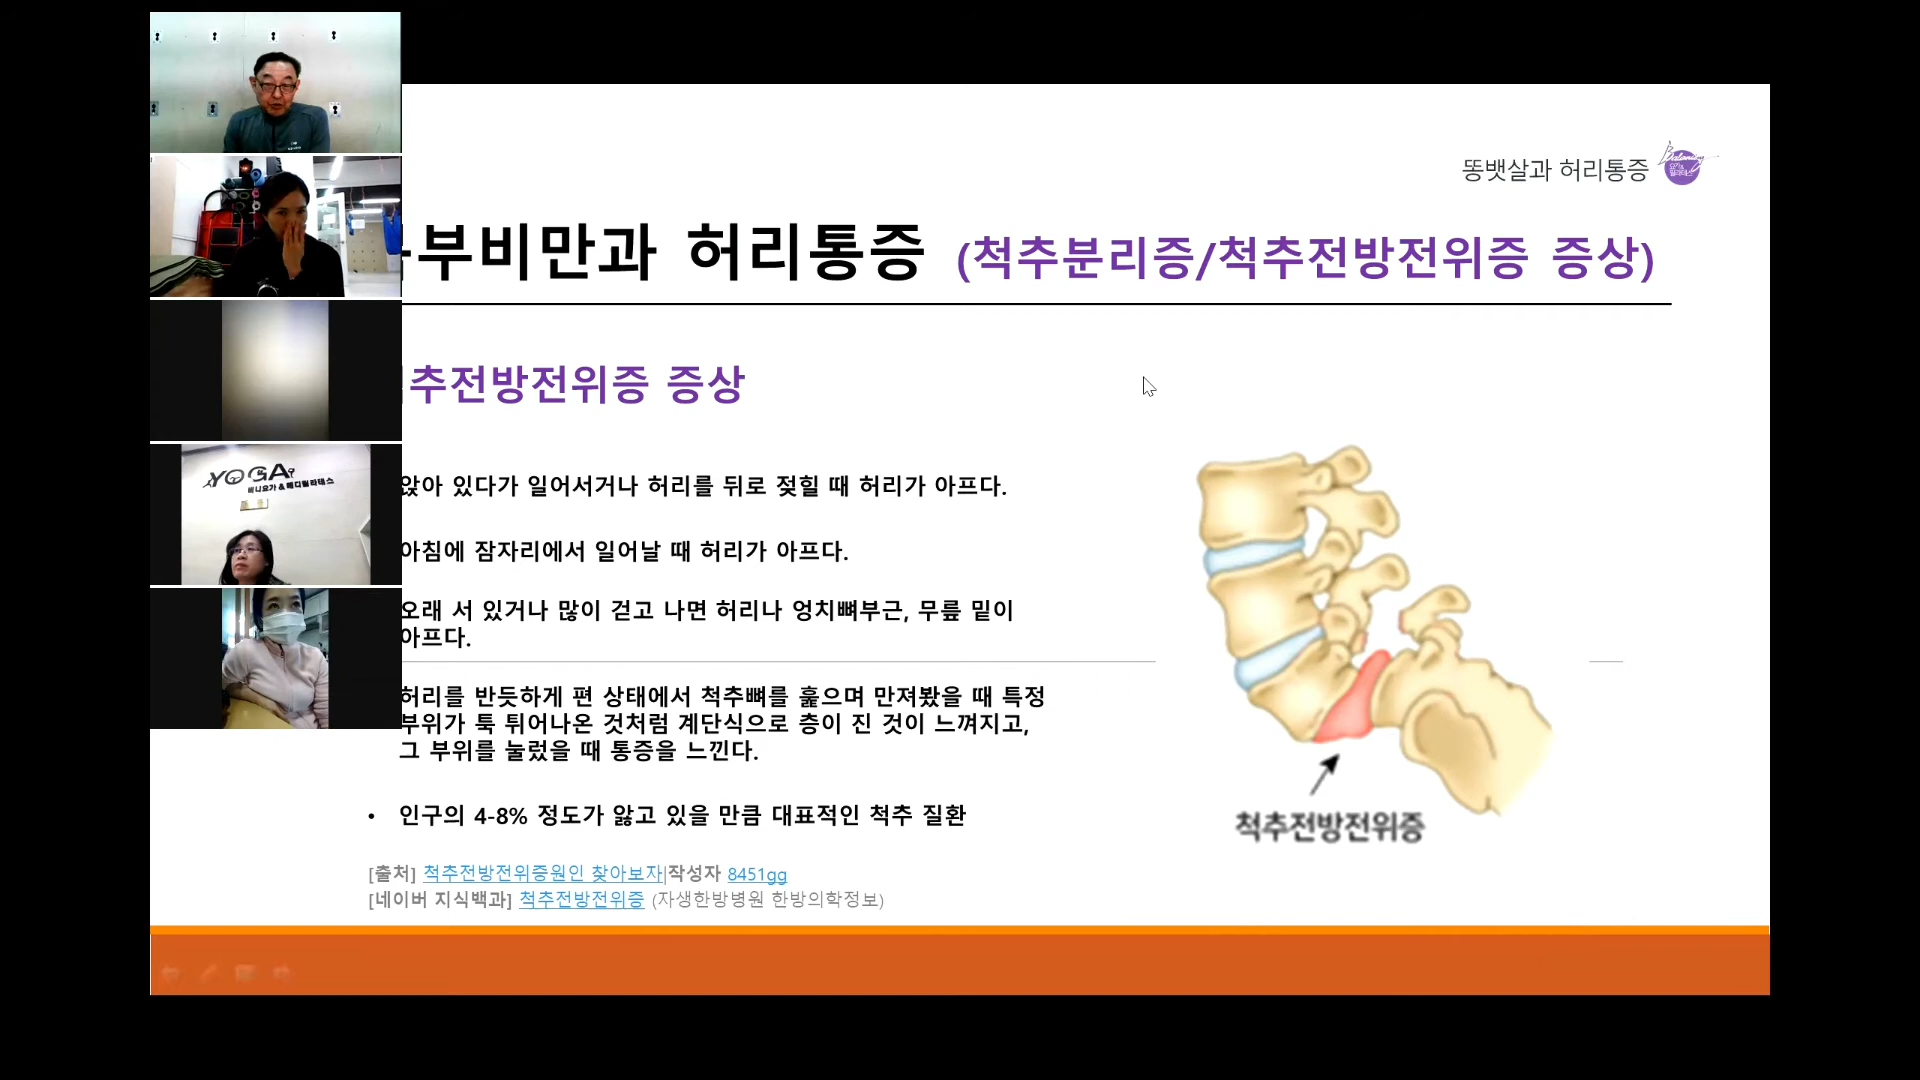 똥뱃살과 허리통증
Balancing
부비만과 허리통증 (척추분리증/척추전방전위증 증상)
추전방전위증 증상
앉아 있다가 일어서거나 허리를 뒤로 젖힐 때 허리가 아프다.
아침에 잠자리에서 일어날 때 허리가 아프다.
YOGA
오래 서 있거나 많이 걷고 나면 허리나 엉치뼈부근, 무릎 밑이
아프다.
허리를 반듯하게 편 상태에서 척추뼈를 훑으며 만져봤을 때 특정
부위가 툭 튀어나온 것처럼 계단식으로 층이 진 것이 느껴지고,
그 부위를 눌렀을 때 통증을 느낀다.
• 인구의 4-8% 정도가 앓고 있을 만큼 대표적인 척추 질환
척추전방전위증
[출처] 척추전방전위증원인 찾아보자|작성자 8451gg
[네이버 지식백과] 척추전방전위증 (자생한방병원 한방의학정보)